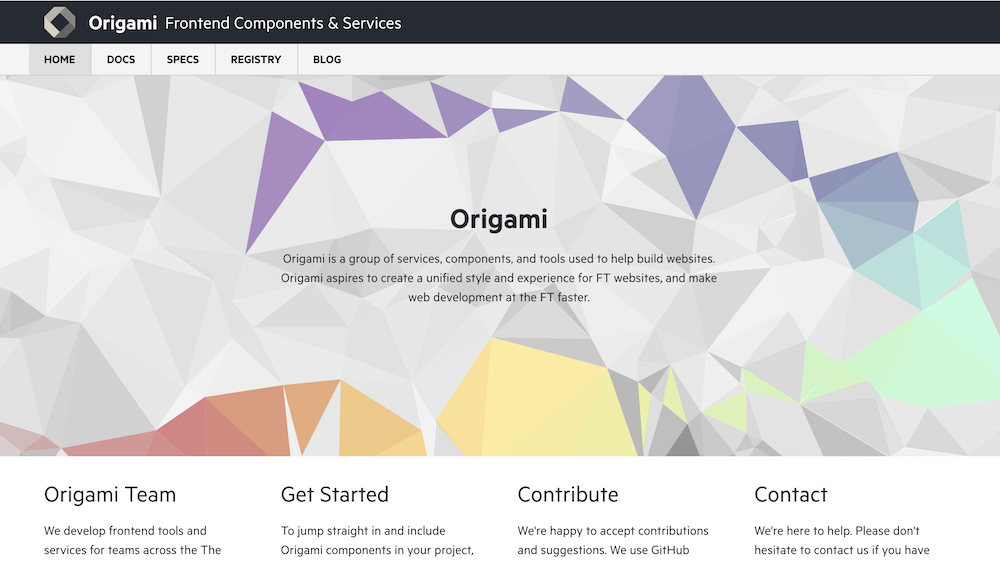 Origami Frontend Components & Services
HOME DOCS SPECS REGISTRY BLOG
Origami
Origami is a group of services, components, and tools used to help build websites.
Origami aspires to create a unified style and experience for FT websites, and make
web development at the FT faster.
Origami Team
We develop frontend tools and
services for teams across the The
Get Started
To jump straight in and include
Origami components in your project,
Contribute
We're happy to accept contributions
and suggestions. We use GitHub
Contact
We're here to help. Please don't
hesitate to contact us if you have